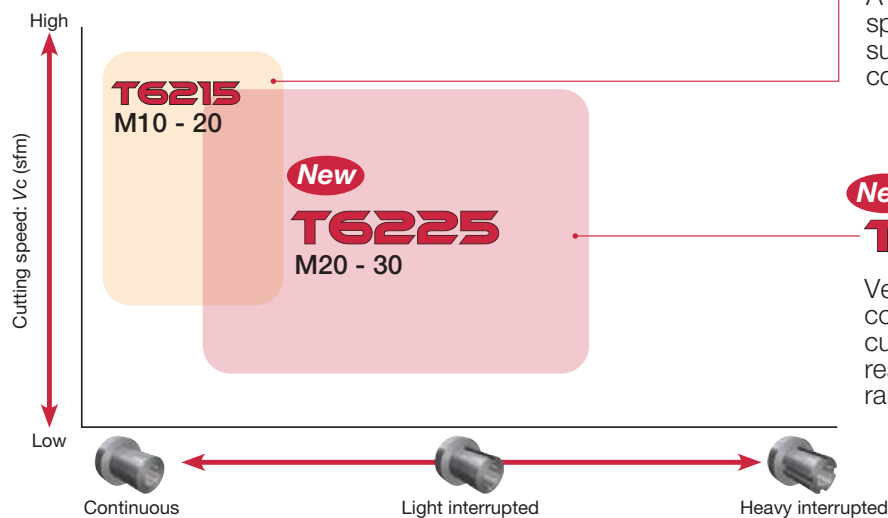 High
T6215
M10 - 20
New
T6225
M20 - 30
Cutting speed: Vc (sfm)
Low
Continuous
Light interrupted
Heavy interrupted